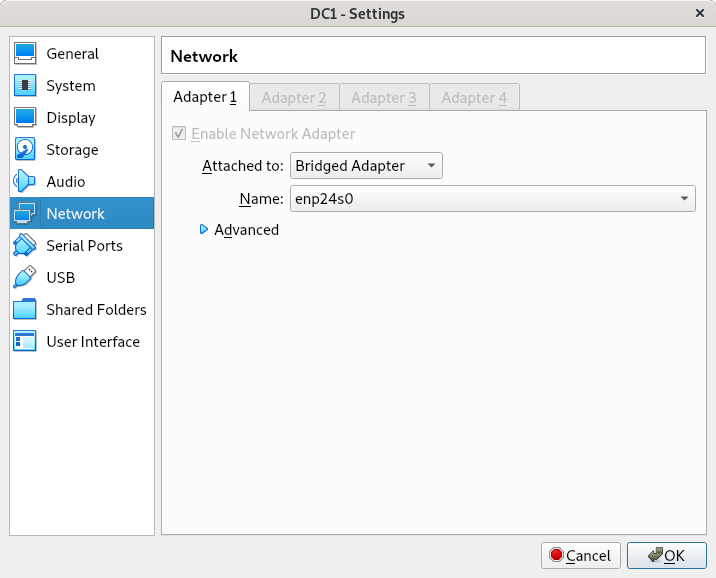 DC1 - Settings
General
System
Display
Storage
Audio
Network
Serial Ports
USB
Shared Folders
User Interface
Network
Adapter 1 Adapter 2 Adapter 3 Adapter 4
Enable Network Adapter
Attached to: Bridged Adapter
Name: enp24s0
Advanced
Cancel OK